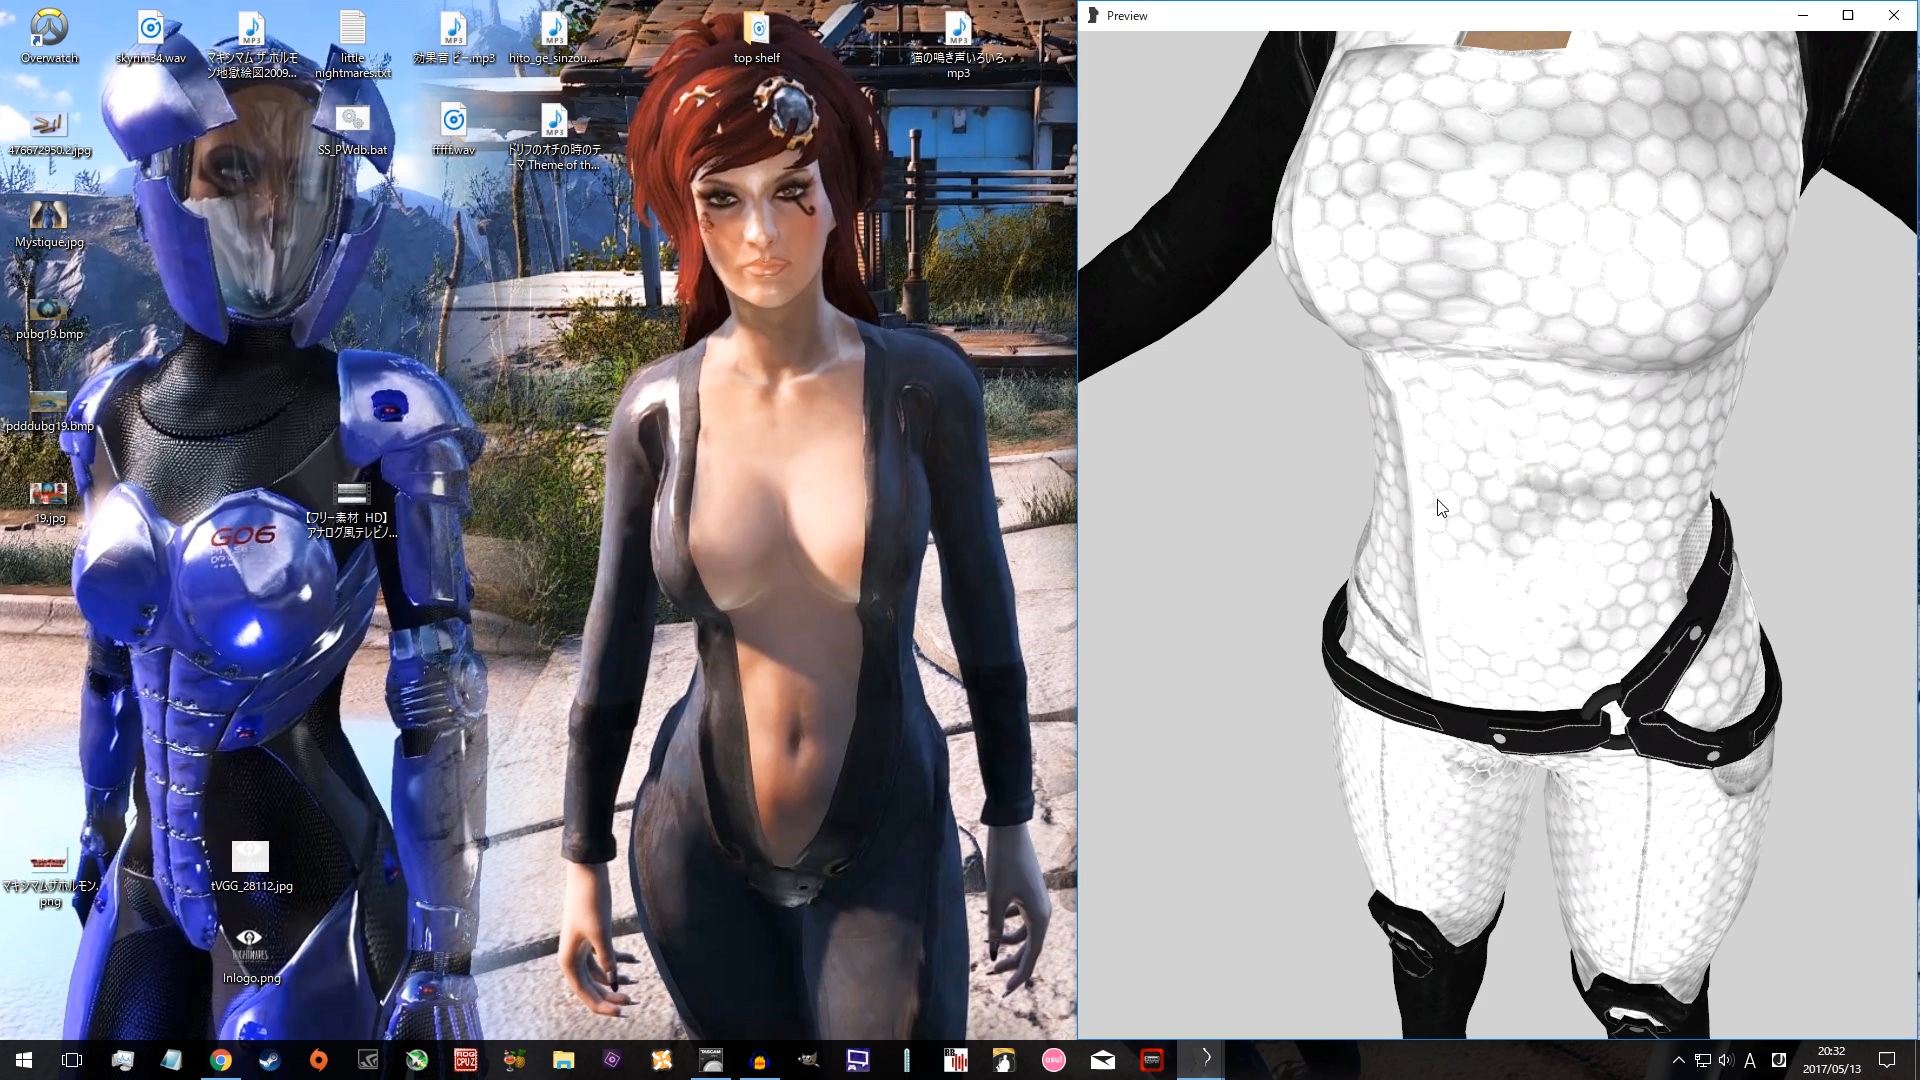 Overwatch
skyrim34.wav
マキシマム ザ ホルモ
ン地獄絵図2009...
little
nightmares.txt
効果音 ピー.mp3
hito_ge_sinzou....
top shelf
猫の鳴き声いろいろ.
mp3
Preview
476672950.2.jpg
SS_PWdb.bat
fffff.wav
ドリフのオチの時のテ
ーマ Theme of th...
Mystique.jpg
pubg19.bmp
pdddubg19.bmp
19.jpg
【フリー素材 HD】
アナログ風テレビノ...
G06
マキシマムザホルモン.
png
tVGG_28112.jpg
lnlogo.png
osu!
A
20:32
2017/05/13